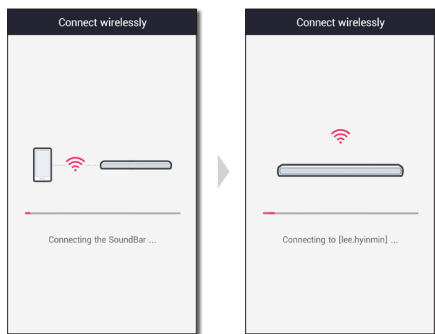 Connect wirelessly
Connecting the SoundBar ...
Connect wirelessly
Connecting to [lee.hyinmin] ...